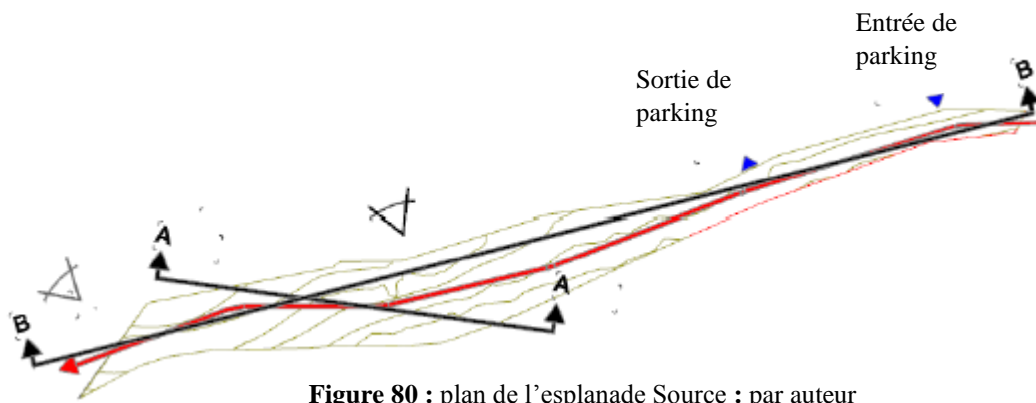 Entrée de
parking
Sortie de
parking
B
A
A
B
Figure 80 : plan de l’esplanade Source : par auteur